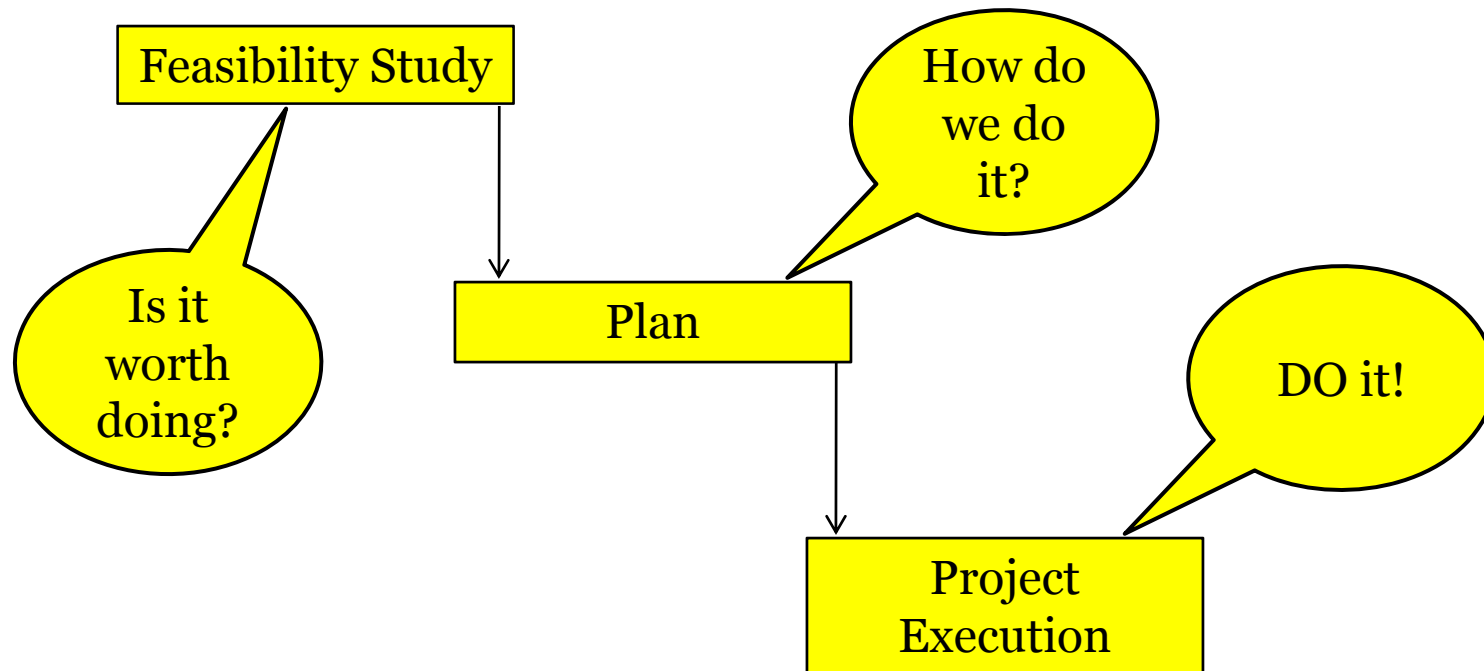 Feasibility Study
How do
we do
it?
Is it
worth
doing?
Plan
DO it!
Project
Execution